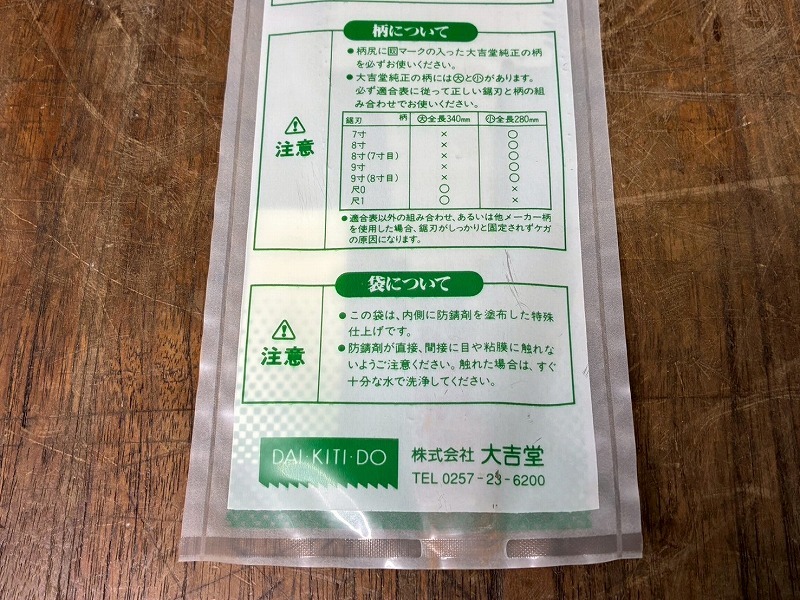 柄について
注意
●柄尻に回マークの入った大吉堂純正の柄
を必ずお使いください。
●大吉堂純正の柄には大と小があります。
必ず適合表に従って正しい鋸刃と柄の組
み合わせでお使いください。
鋸刃 柄 大全長340mm 小全長280mm
7寸 × ○
8寸 × ○
8寸(7寸目) × ○
9寸 × ○
9寸(8寸目) × ○
尺0 ○ ×
尺1 ○ ×
●適合表以外の組み合わせ、あるいは他メーカー柄
を使用した場合、鋸刃がしっかりと固定されずケガ
の原因になります。
袋について
注意
●この袋は、内側に防錆剤を塗布した特殊
仕上げです。
●防錆剤が直接、間接に目や粘膜に触れな
いようご注意ください。触れた場合は、すぐ
十分な水で洗浄してください。
DAI・KITI・DO
株式会社 大吉堂
TEL 0257-23-6200